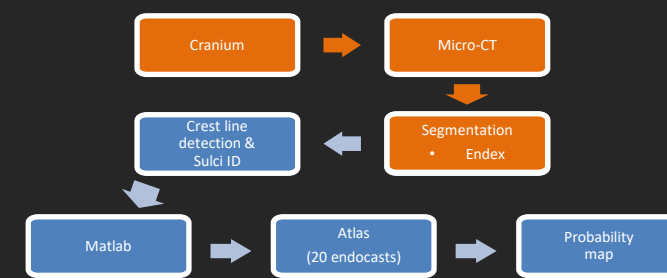 Cranium
Micro-CT
Segmentation
• Endex
Crest line
detection &
Sulci ID
Matlab
Atlas
(20 endocasts)
Probability
map